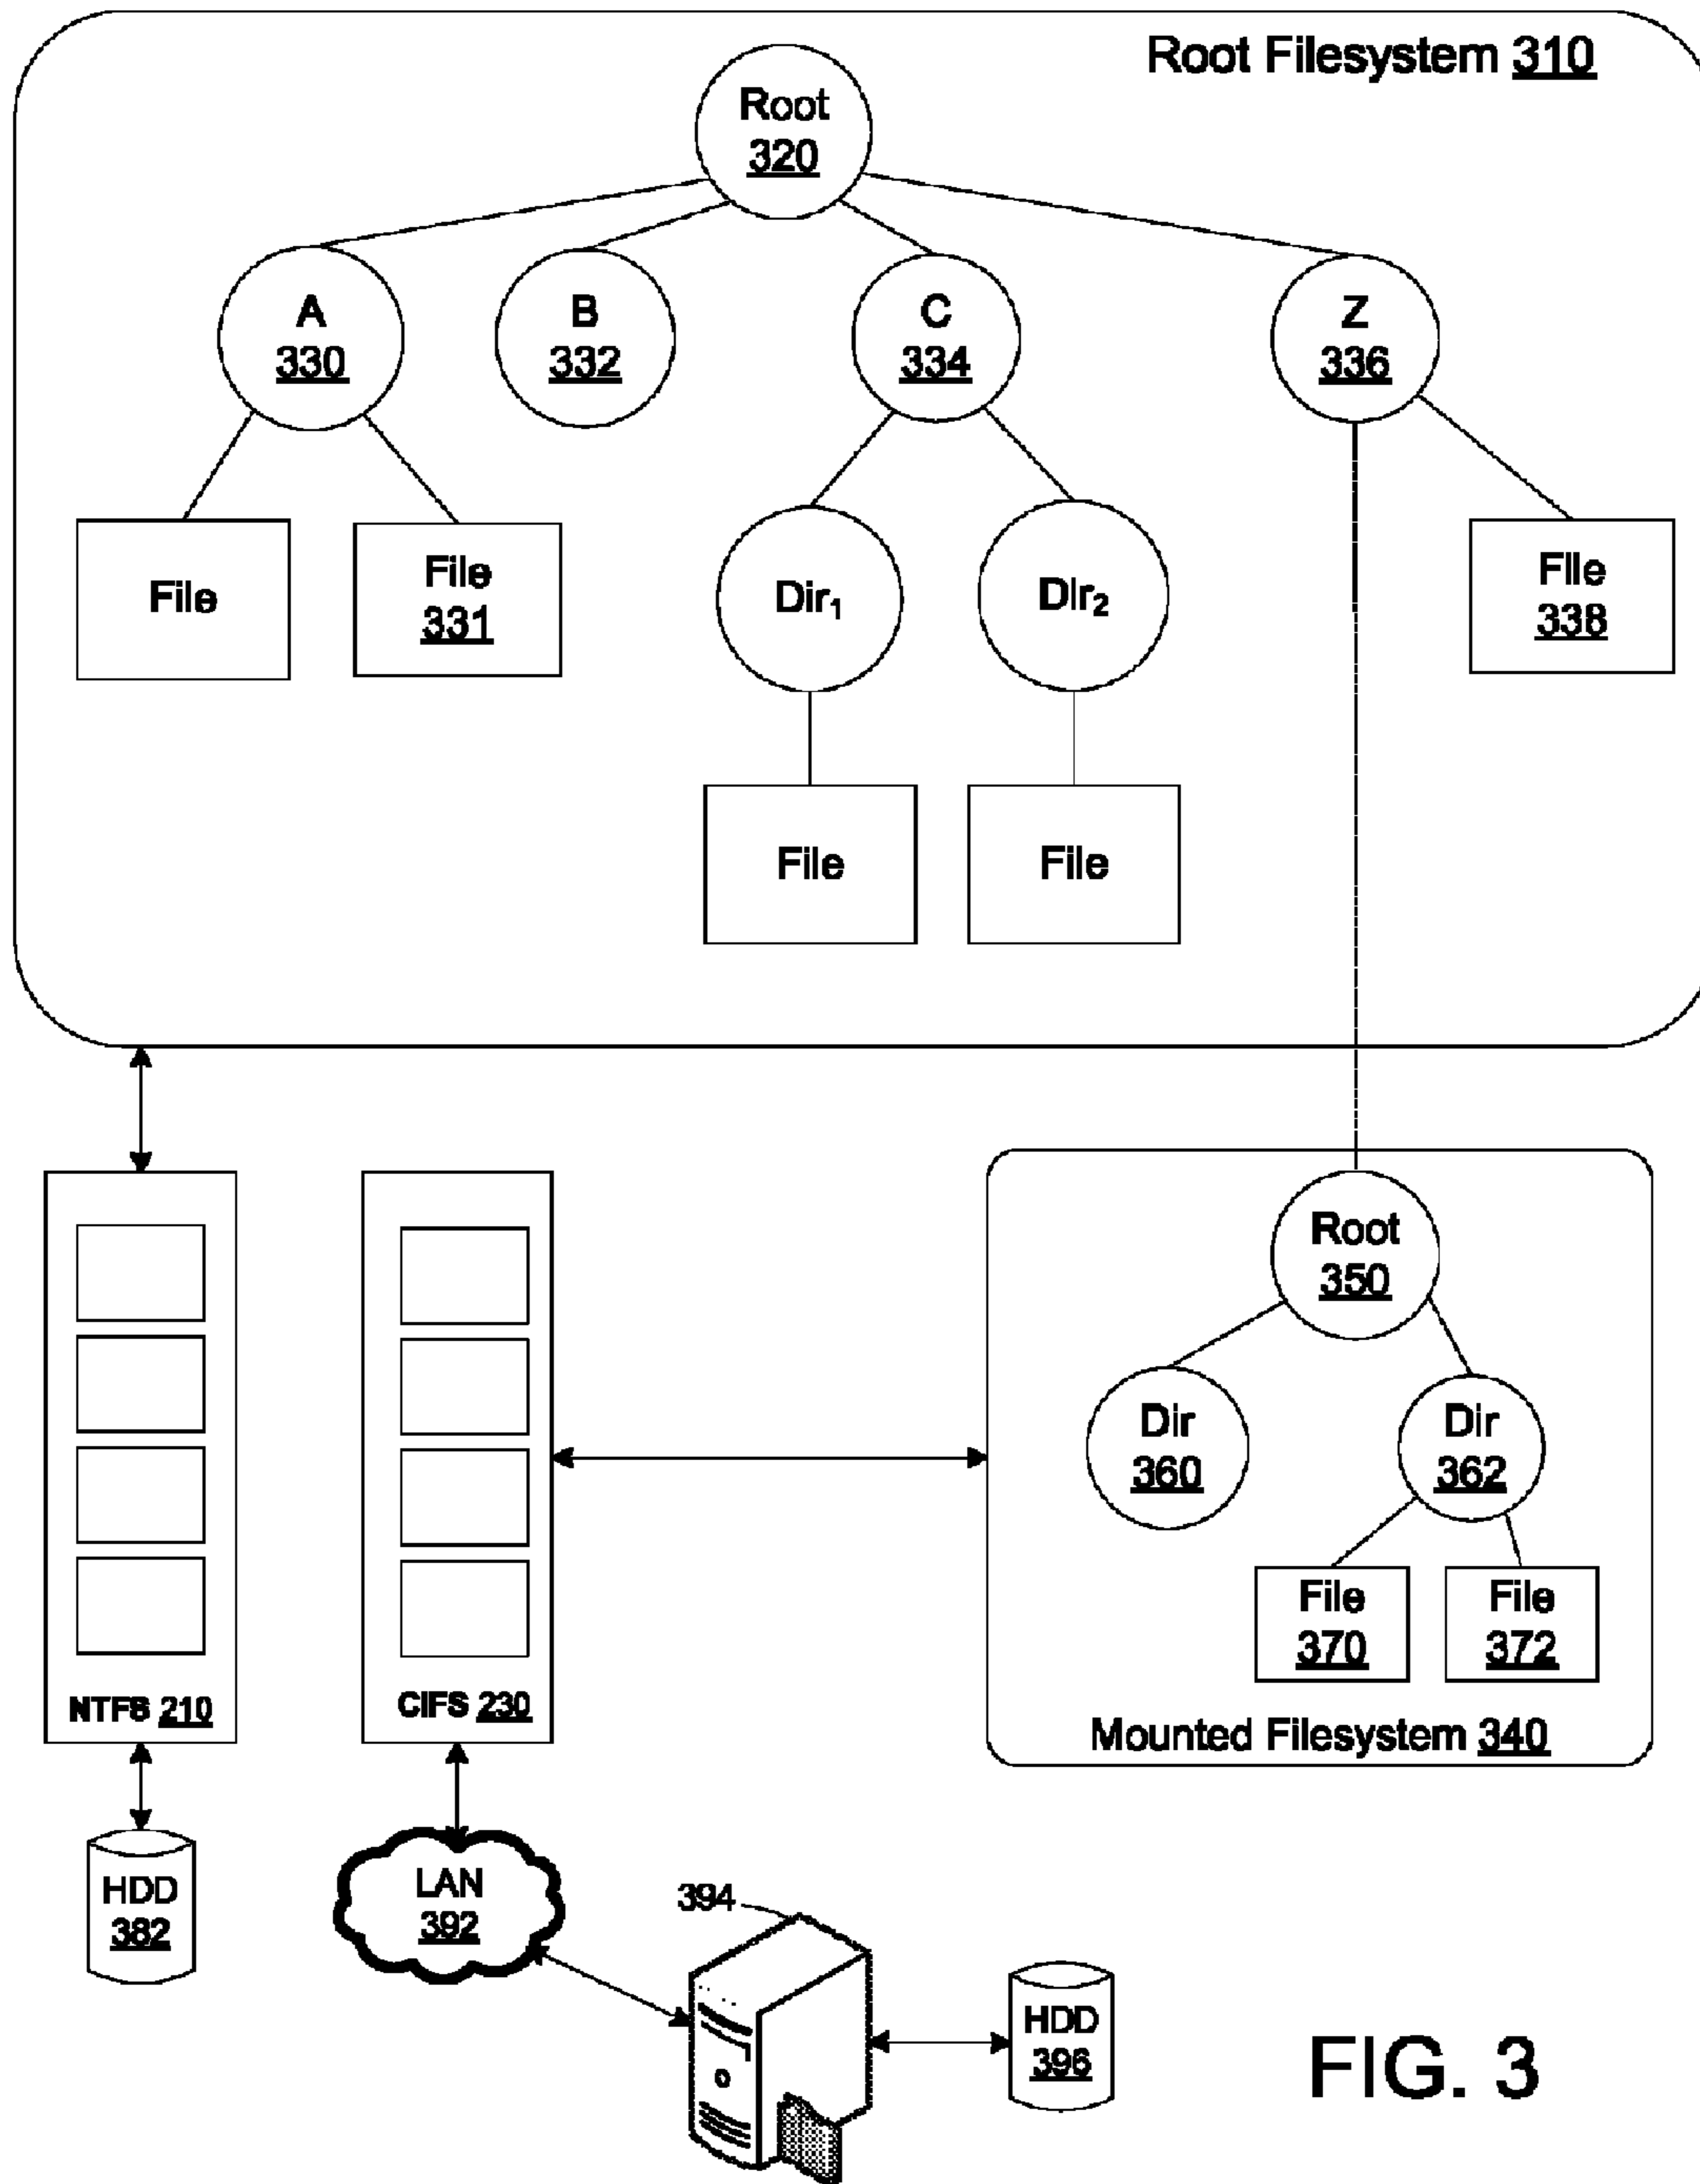 Root Filesystem 310
Root
320
A
330
B
332
C
334
Z
336
File
File
331
Dir₁
Dir₂
File
338
File
File
Root
350
Dir
360
Dir
362
File
370
File
372
NTFS 210
CIFS 230
Mounted Filesystem 340
HDD
382
LAN
392
394
HDD
396
FIG. 3